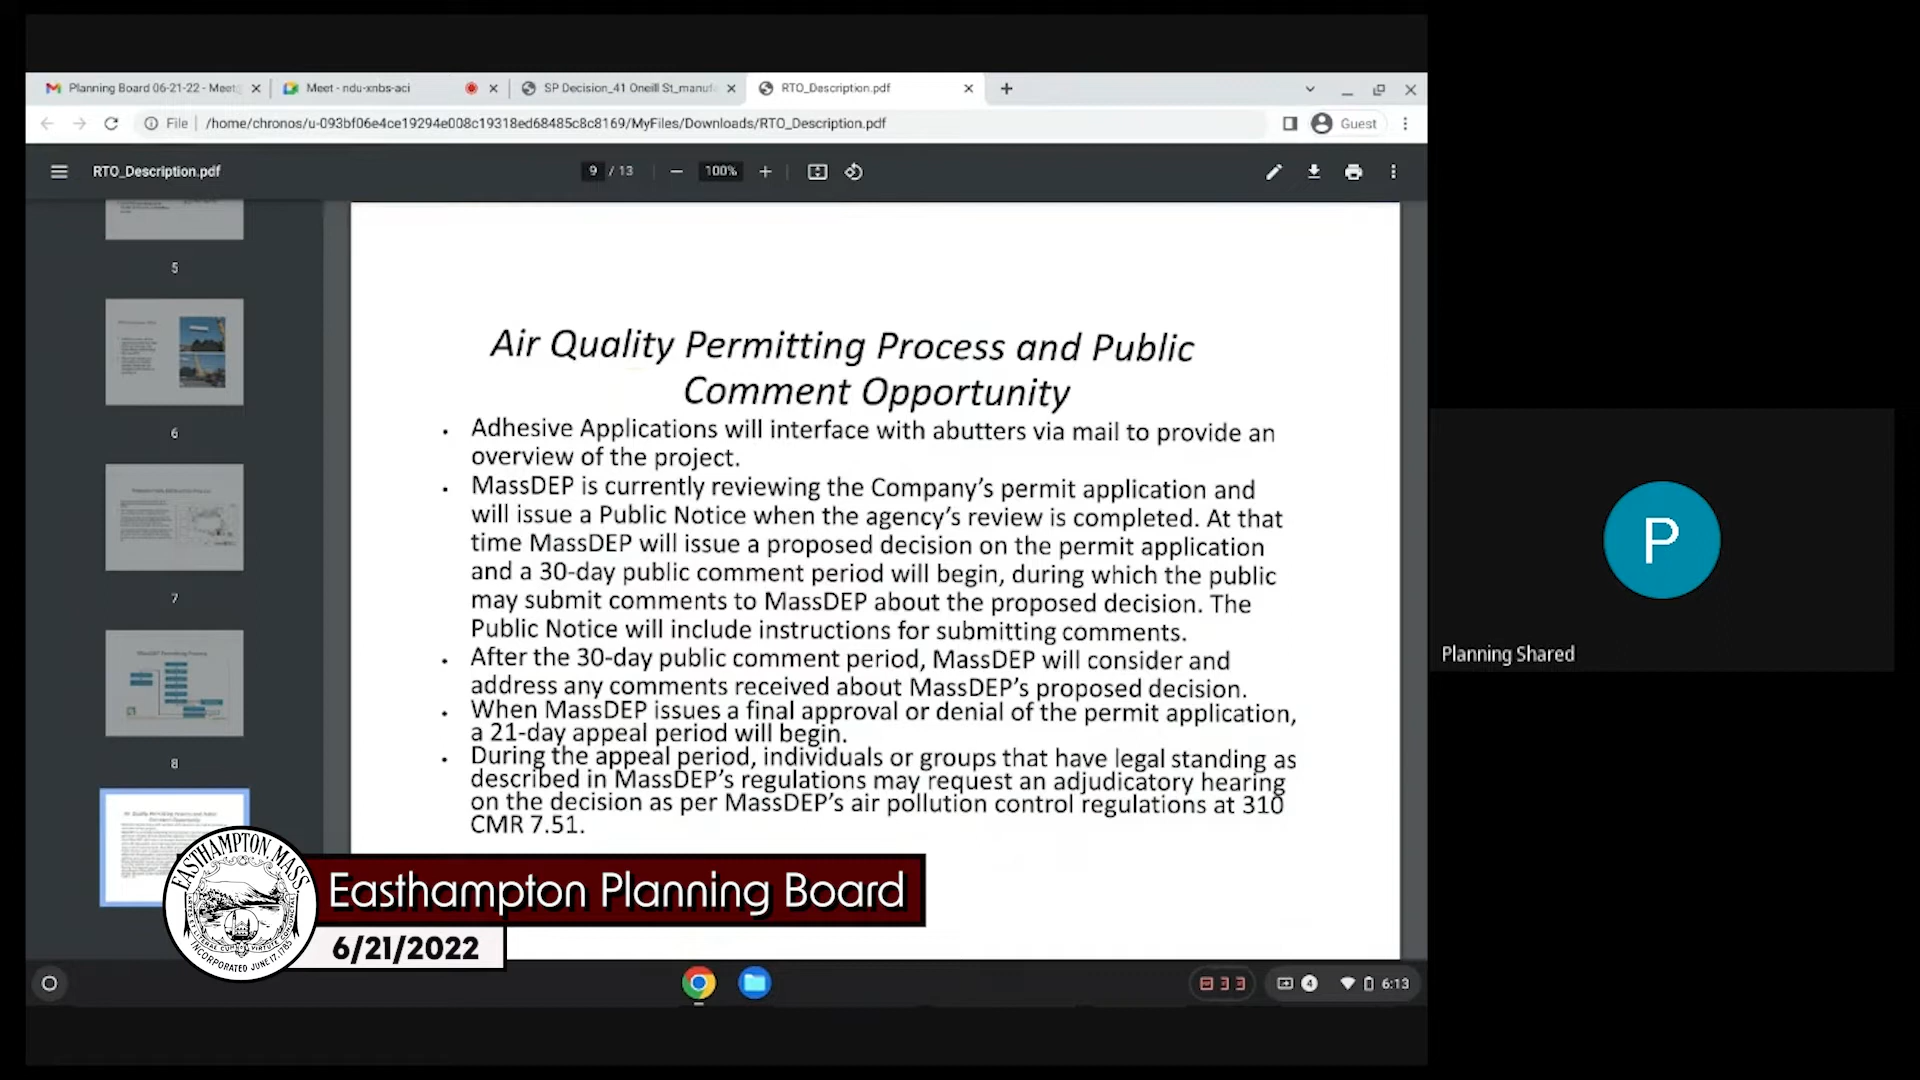 Planning Board 06-21-22 - Meet
Meet - ndu-xnbs-aci
SP Decision_41 Oneill St_manuf
RTO_Description.pdf
File
/home/chronos/u-093bf06e4ce19294e008c19318ed68485c8c8169/MyFiles/Downloads/RTO_Description.pdf
Guest
RTO_Description.pdf
9 / 13
100%
5
6
7
MassDEP Permitting Process
8
Air Quality Permitting Process and Public
Comment Opportunity
• Adhesive Applications will interface with abutters via mail to provide an
overview of the project.
• MassDEP is currently reviewing the Company’s permit application and
will issue a Public Notice when the agency’s review is completed. At that
time MassDEP will issue a proposed decision on the permit application
and a 30-day public comment period will begin, during which the public
may submit comments to MassDEP about the proposed decision. The
Public Notice will include instructions for submitting comments.
• After the 30-day public comment period, MassDEP will consider and
address any comments received about MassDEP’s proposed decision.
• When MassDEP issues a final approval or denial of the permit application,
a 21-day appeal period will begin.
• During the appeal period, individuals or groups that have legal standing as
described in MassDEP’s regulations may request an adjudicatory hearing
on the decision as per MassDEP’s air pollution control regulations at 310
CMR 7.51.
P
Planning Shared
EASTHAMPTON, MASS
INCORPORATED JUNE 17, 1785
Easthampton Planning Board
6/21/2022
4
6:13